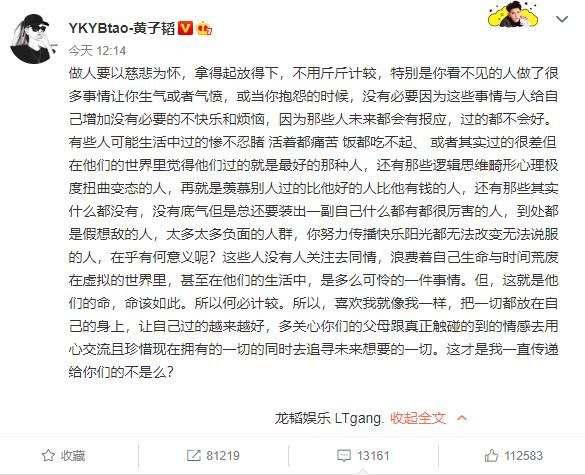 YKYBtao-黄子韬
今天 12:14
做人要以慈悲为怀，拿得起放得下，不用斤斤计较，特别是你看不见的人做了很
多事情让你生气或者气愤，或当你抱怨的时候，没有必要因为这些事情与人给自
己增加没有必要的不快乐和烦恼，因为那些人未来都会有报应，过的都不会好。
有些人可能生活中过的惨不忍睹 活着都痛苦 饭都吃不起、 或者其实过的很差但
在他们的世界里觉得他们过的就是最好的那种人，还有那些逻辑思维畸形心理极
度扭曲变态的人，再就是羡慕别人过的比他好的人比他有钱的人，还有那些其实
什么都没有，没有底气但是总还要装出一副自己什么都有都很厉害的人，到处都
是假想敌的人，太多太多负面的人群，你努力传播快乐阳光都无法改变无法说服
的人，在乎有何意义呢？这些人没有人关注去同情，浪费着自己生命与时间荒废
在虚拟的世界里，甚至在他们的生活中，是多么可怜的一件事情。但，这就是他
们的命，命该如此。所以何必计较。所以，喜欢我就像我一样，把一切都放在自
己的身上，让自己过的越来越好，多关心你们的父母跟真正触碰的到的情感去用
心交流且珍惜现在拥有的一切的同时去追寻未来想要的一切。这才是我一直传递
给你们的不是么？
龙韬娱乐 LTgang. 收起全文
收藏 81219 13161 112583